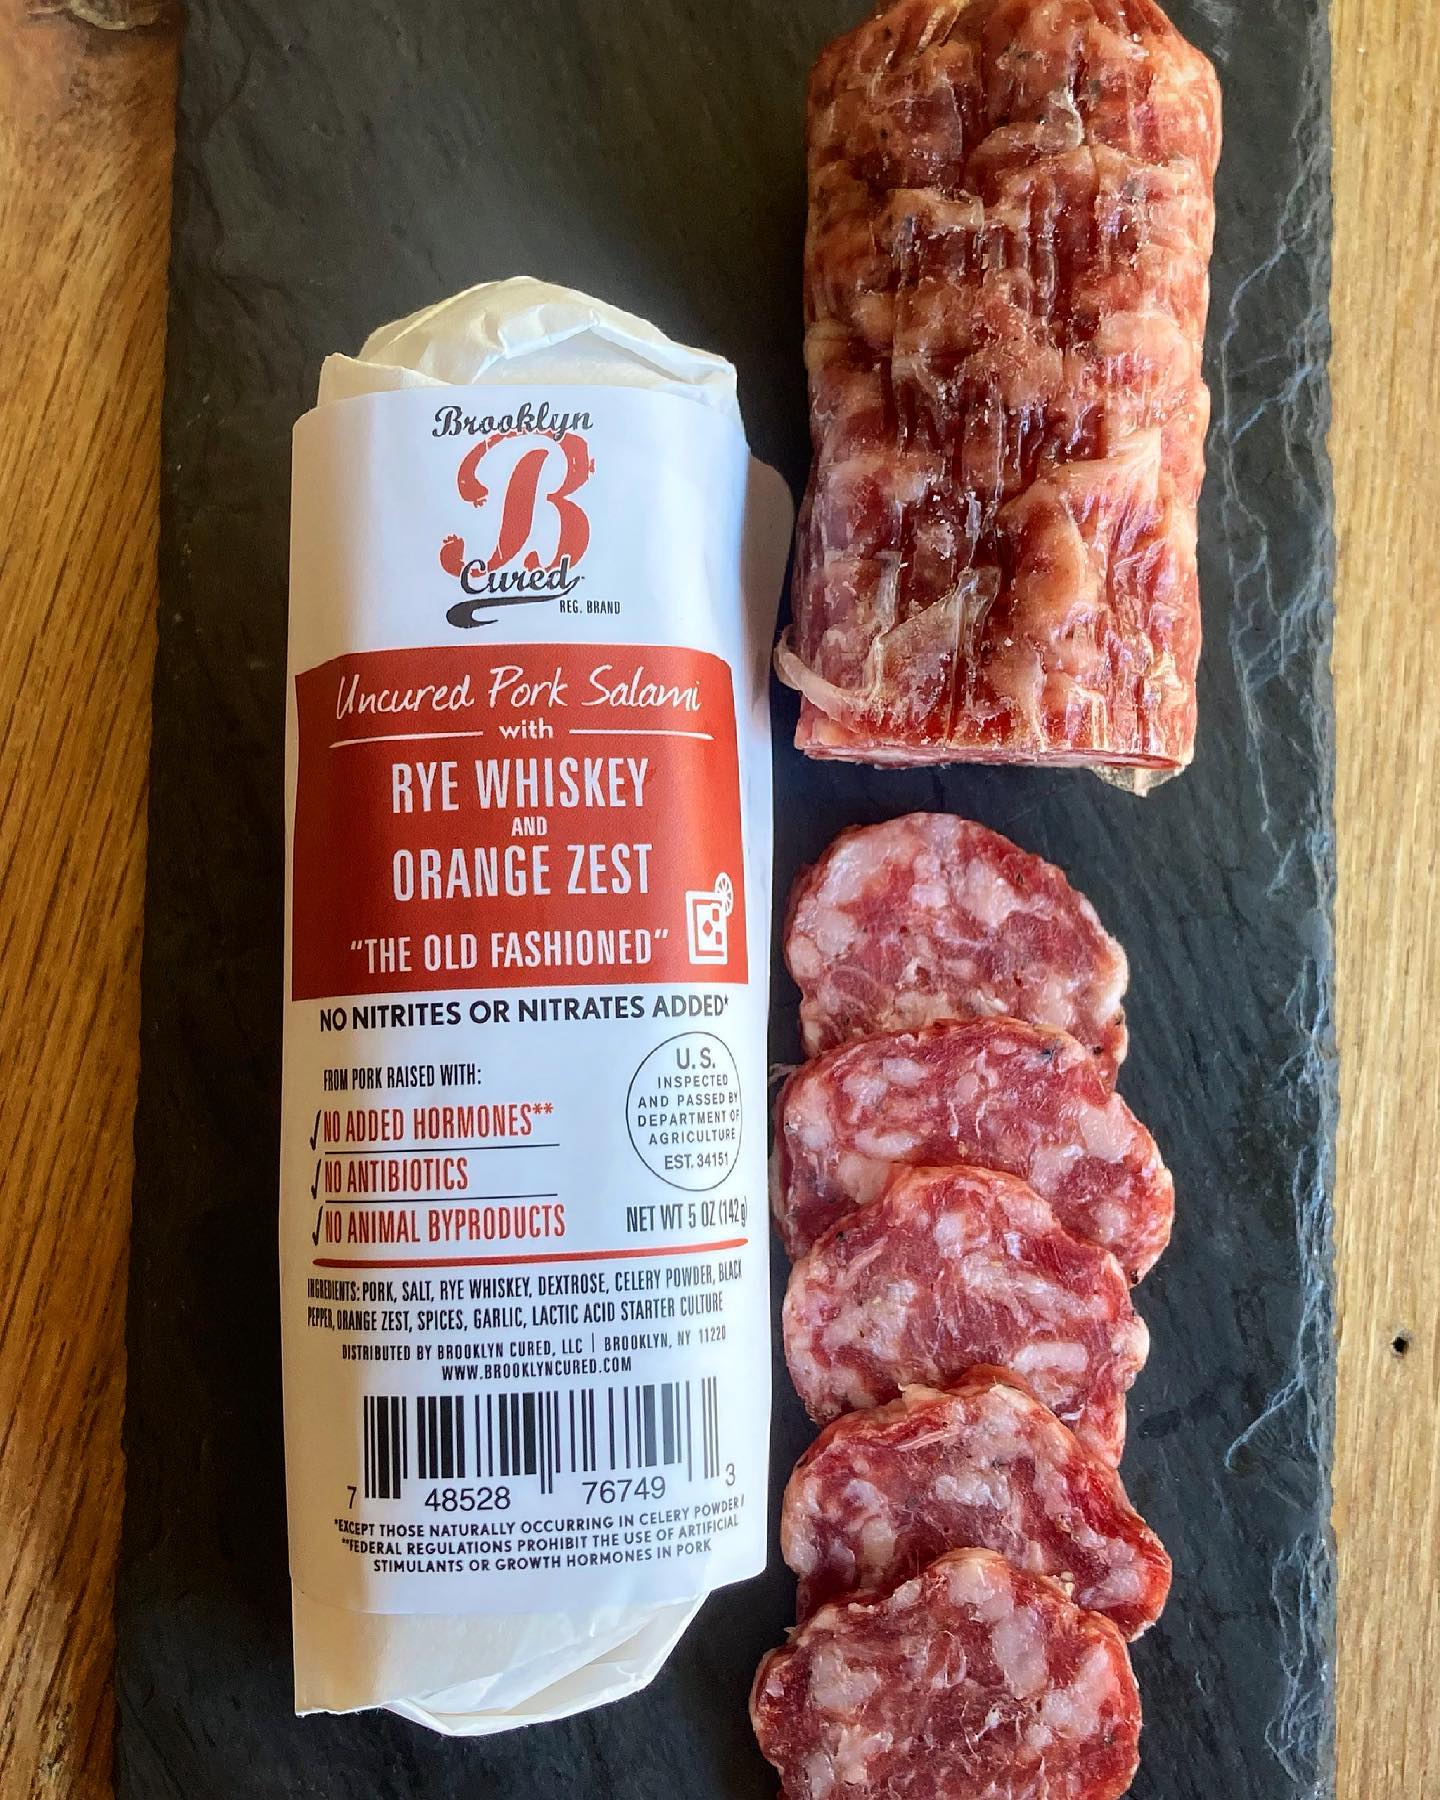 Brooklyn
B
Cured
REG. BRAND
Uncured Pork Salami
with
RYE WHISKEY
AND
ORANGE ZEST
"THE OLD FASHIONED"
NO NITRITES OR NITRATES ADDED*
FROM PORK RAISED WITH:
✓NO ADDED HORMONES**
✓NO ANTIBIOTICS
✓NO ANIMAL BYPRODUCTS
U.S.
INSPECTED
AND PASSED BY
DEPARTMENT OF
AGRICULTURE
EST. 34151
NET WT 5 OZ (142g)
INGREDIENTS: PORK, SALT, RYE WHISKEY, DEXTROSE, CELERY POWDER, BLACK
PEPPER, ORANGE ZEST, SPICES, GARLIC, LACTIC ACID STARTER CULTURE
DISTRIBUTED BY BROOKLYN CURED, LLC | BROOKLYN, NY 11220
WWW.BROOKLYNCURED.COM
7 48528 76749 3
*EXCEPT THOSE NATURALLY OCCURRING IN CELERY POWDER/
**FEDERAL REGULATIONS PROHIBIT THE USE OF ARTIFICIAL
STIMULANTS OR GROWTH HORMONES IN PORK